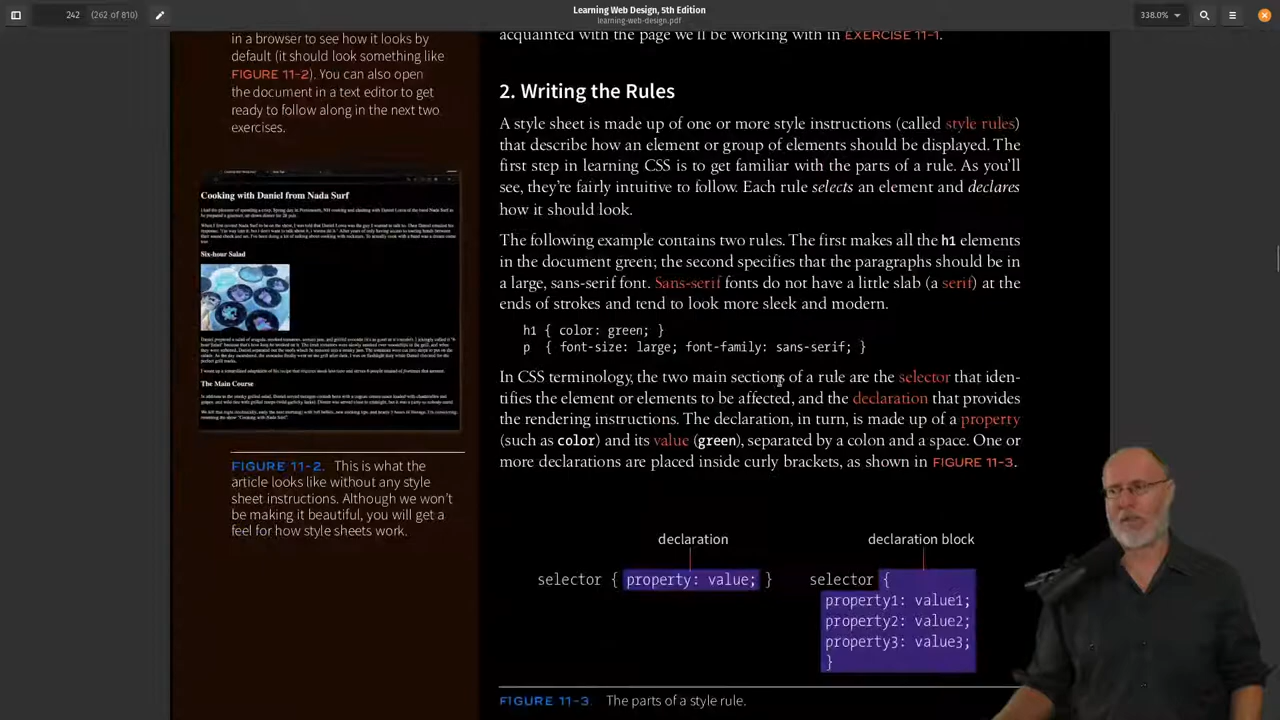 Learning Web Design, 5th Edition
learning-web-design.pdf
242 (262 of 810)
338.0%
in a browser to see how it looks by
default (it should look something like
FIGURE 11-2). You can also open
the document in a text editor to get
ready to follow along in the next two
exercises.
Cooking with Daniel from Nada Surf
Six-hour Salad
The Main Course
FIGURE 11-2. This is what the
article looks like without any style
sheet instructions. Although we won't
be making it beautiful, you will get a
feel for how style sheets work.
acquainted with the page we'll be working with in EXERCISE 11-1.
2. Writing the Rules
A style sheet is made up of one or more style instructions (called style rules)
that describe how an element or group of elements should be displayed. The
first step in learning CSS is to get familiar with the parts of a rule. As you'll
see, they're fairly intuitive to follow. Each rule selects an element and declares
how it should look.
The following example contains two rules. The first makes all the h1 elements
in the document green; the second specifies that the paragraphs should be in
a large, sans-serif font. Sans-serif fonts do not have a little slab (a serif) at the
ends of strokes and tend to look more sleek and modern.
h1 { color: green; }
p { font-size: large; font-family: sans-serif; }
In CSS terminology, the two main sections of a rule are the selector that iden-
tifies the element or elements to be affected, and the declaration that provides
the rendering instructions. The declaration, in turn, is made up of a property
(such as color) and its value (green), separated by a colon and a space. One or
more declarations are placed inside curly brackets, as shown in FIGURE 11-3.
declaration
selector { property: value; }
declaration block
selector {
property1: value1;
property2: value2;
property3: value3;
}
FIGURE 11-3. The parts of a style rule.